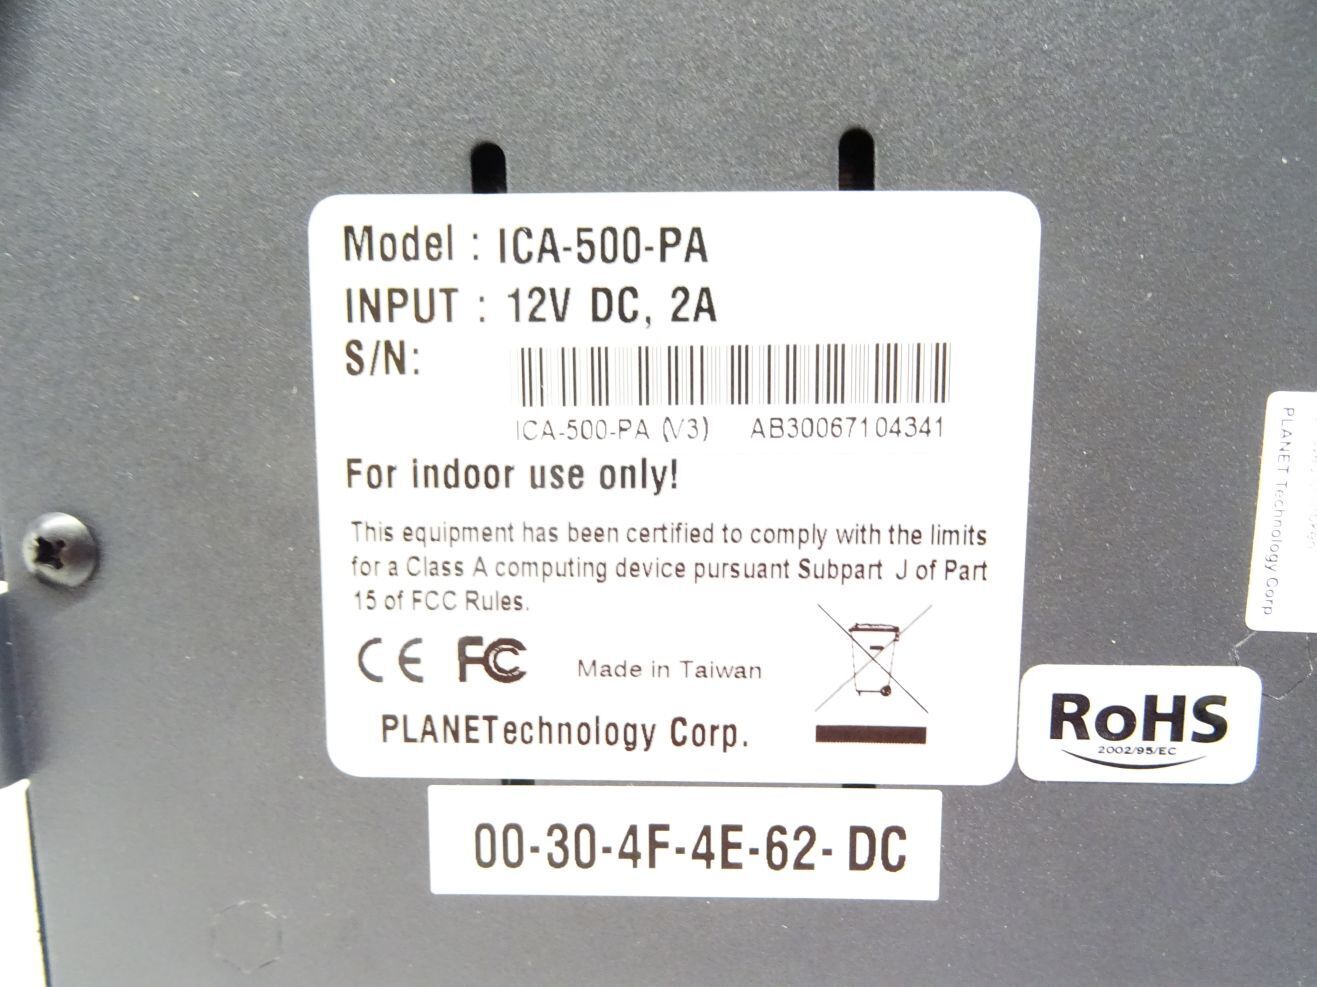 Model : ICA-500-PA
INPUT : 12V DC, 2A
S/N:
ICA-500-PA (V3) AB30067104341
For indoor use only!
This equipment has been certified to comply with the limits
for a Class A computing device pursuant Subpart J of Part
15 of FCC Rules.
CE FC Made in Taiwan
PLANETechnology Corp.
RoHS
2002/95/EC
00-30-4F-4E-62-DC
PLANET Technology Corp